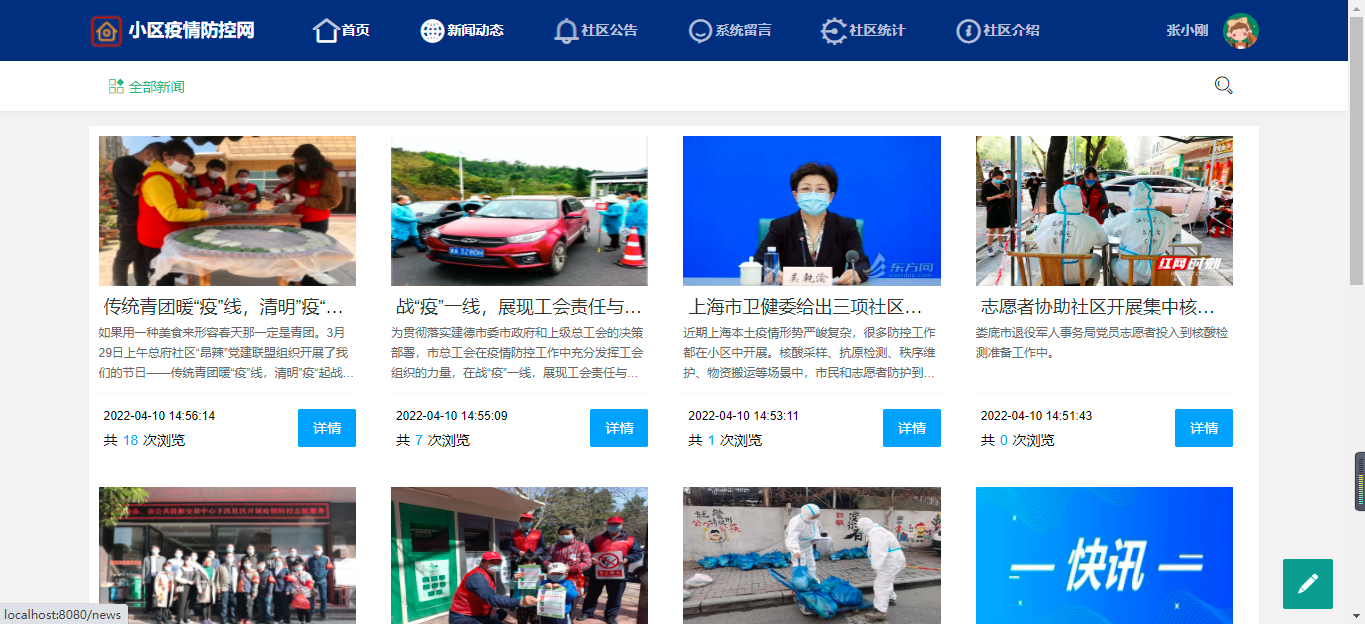 小区疫情防控网
首页
新闻动态
社区公告
系统留言
社区统计
社区介绍
张小刚
全部新闻
吴乾渝
东方网
红网时刻
传统青团暖“疫”线，清明”疫“...
战“疫”一线，展现工会责任与...
上海市卫健委给出三项社区...
志愿者协助社区开展集中核...
如果用一种美食来形容春天那一定是青团。3月
29日上午总府社区“昂辣”党建联盟组织开展了我
们的节日——传统青团暖“疫”线，清明”疫“起战...
为贯彻落实建德市委市政府和上级总工会的决策
部署，市总工会在疫情防控工作中充分发挥工会
组织的力量，在战“疫”一线，展现工会责任与...
近期上海本土疫情形势严峻复杂，很多防控工作
都在小区中开展。核酸采样、抗原检测、秩序维
护、物资搬运等场景中，市民和志愿者防护到...
娄底市退役军人事务局党员志愿者投入到核酸检
测准备工作中。
2022-04-10 14:56:14
共 18 次浏览
详情
2022-04-10 14:55:09
共 7 次浏览
详情
2022-04-10 14:53:11
共 1 次浏览
详情
2022-04-10 14:51:43
共 0 次浏览
详情
快讯
localhost:8080/news